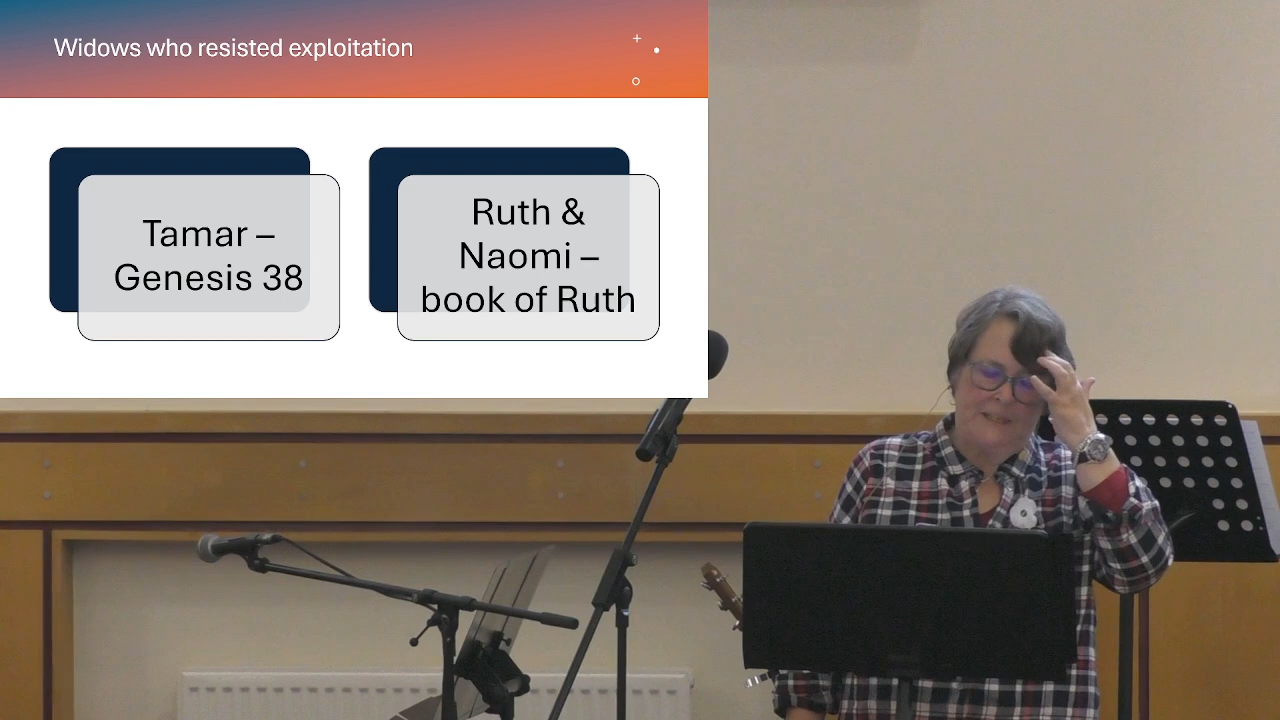 Widows who resisted exploitation
Tamar –
Genesis 38
Ruth &
Naomi –
book of Ruth